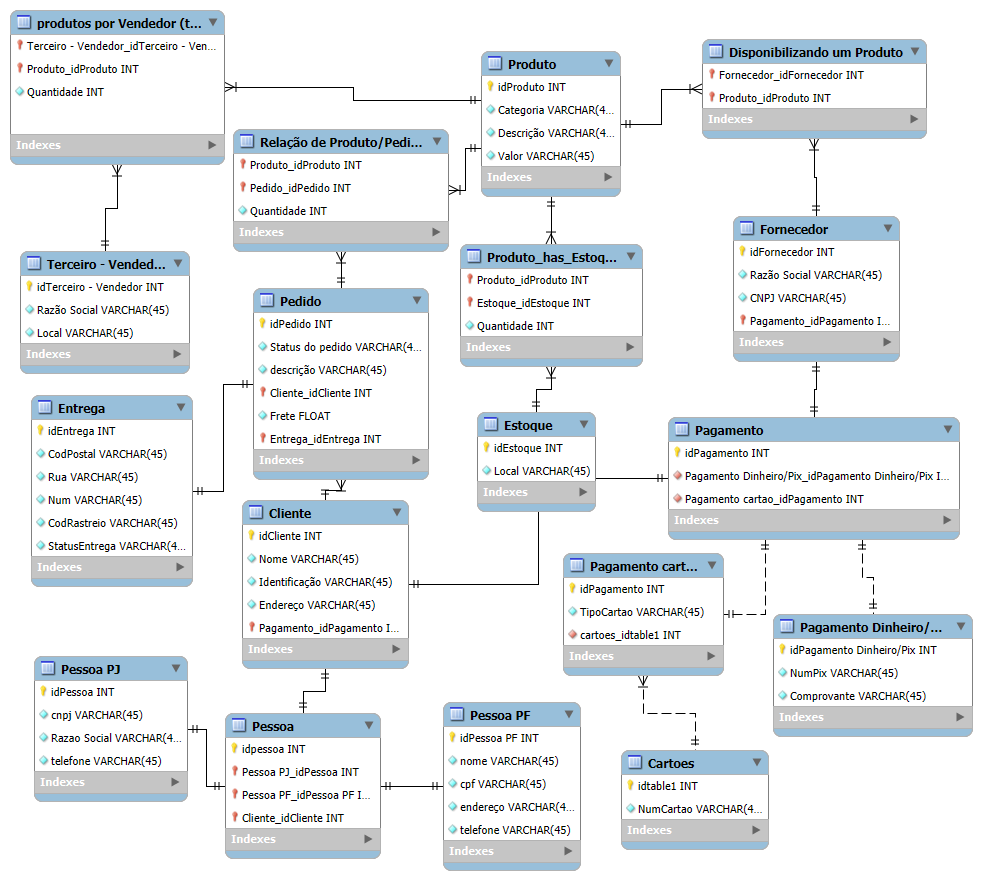 produtos por Vendedor (t...
Terceiro - Vendedor_idTerceiro - Ven...
Produto_idProduto INT
Quantidade INT
Indexes
Produto
idProduto INT
Categoria VARCHAR(4...
Descrição VARCHAR(4...
Valor VARCHAR(45)
Indexes
Disponibilizando um Produto
Fornecedor_idFornecedor INT
Produto_idProduto INT
Indexes
Relação de Produto/Pedi...
Produto_idProduto INT
Pedido_idPedido INT
Quantidade INT
Indexes
Terceiro - Vended...
idTerceiro - Vendedor INT
Razão Social VARCHAR(45)
Local VARCHAR(45)
Indexes
Produto_has_Estoq...
Produto_idProduto INT
Estoque_idEstoque INT
Quantidade INT
Indexes
Fornecedor
idFornecedor INT
Razão Social VARCHAR(45)
CNPJ VARCHAR(45)
Pagamento_idPagamento I...
Indexes
Pedido
idPedido INT
Status do pedido VARCHAR(4...
descrição VARCHAR(45)
Cliente_idCliente INT
Frete FLOAT
Entrega_idEntrega INT
Indexes
Entrega
idEntrega INT
CodPostal VARCHAR(45)
Rua VARCHAR(45)
Num VARCHAR(45)
CodRastreio VARCHAR(45)
StatusEntrega VARCHAR(4...
Indexes
Estoque
idEstoque INT
Local VARCHAR(45)
Indexes
Pagamento
idPagamento INT
Pagamento Dinheiro/Pix_idPagamento Dinheiro/Pix I...
Pagamento cartao_idPagamento INT
Indexes
Cliente
idCliente INT
Nome VARCHAR(45)
Identificação VARCHAR(45)
Endereço VARCHAR(45)
Pagamento_idPagamento I...
Indexes
Pagamento cart...
idPagamento INT
TipoCartao VARCHAR(45)
cartoes_idtable1 INT
Indexes
Pagamento Dinheiro/...
idPagamento Dinheiro/Pix INT
NumPix VARCHAR(45)
Comprovante VARCHAR(45)
Indexes
Pessoa PJ
idPessoa INT
cnpj VARCHAR(45)
Razao Social VARCHAR(4...
telefone VARCHAR(45)
Indexes
Pessoa
idpessoa INT
Pessoa PJ_idPessoa INT
Pessoa PF_idPessoa PF I...
Cliente_idCliente INT
Indexes
Pessoa PF
idPessoa PF INT
nome VARCHAR(45)
cpf VARCHAR(45)
endereço VARCHAR(4...
telefone VARCHAR(45)
Indexes
Cartoes
idtable1 INT
NumCartao VARCHAR(4...
Indexes